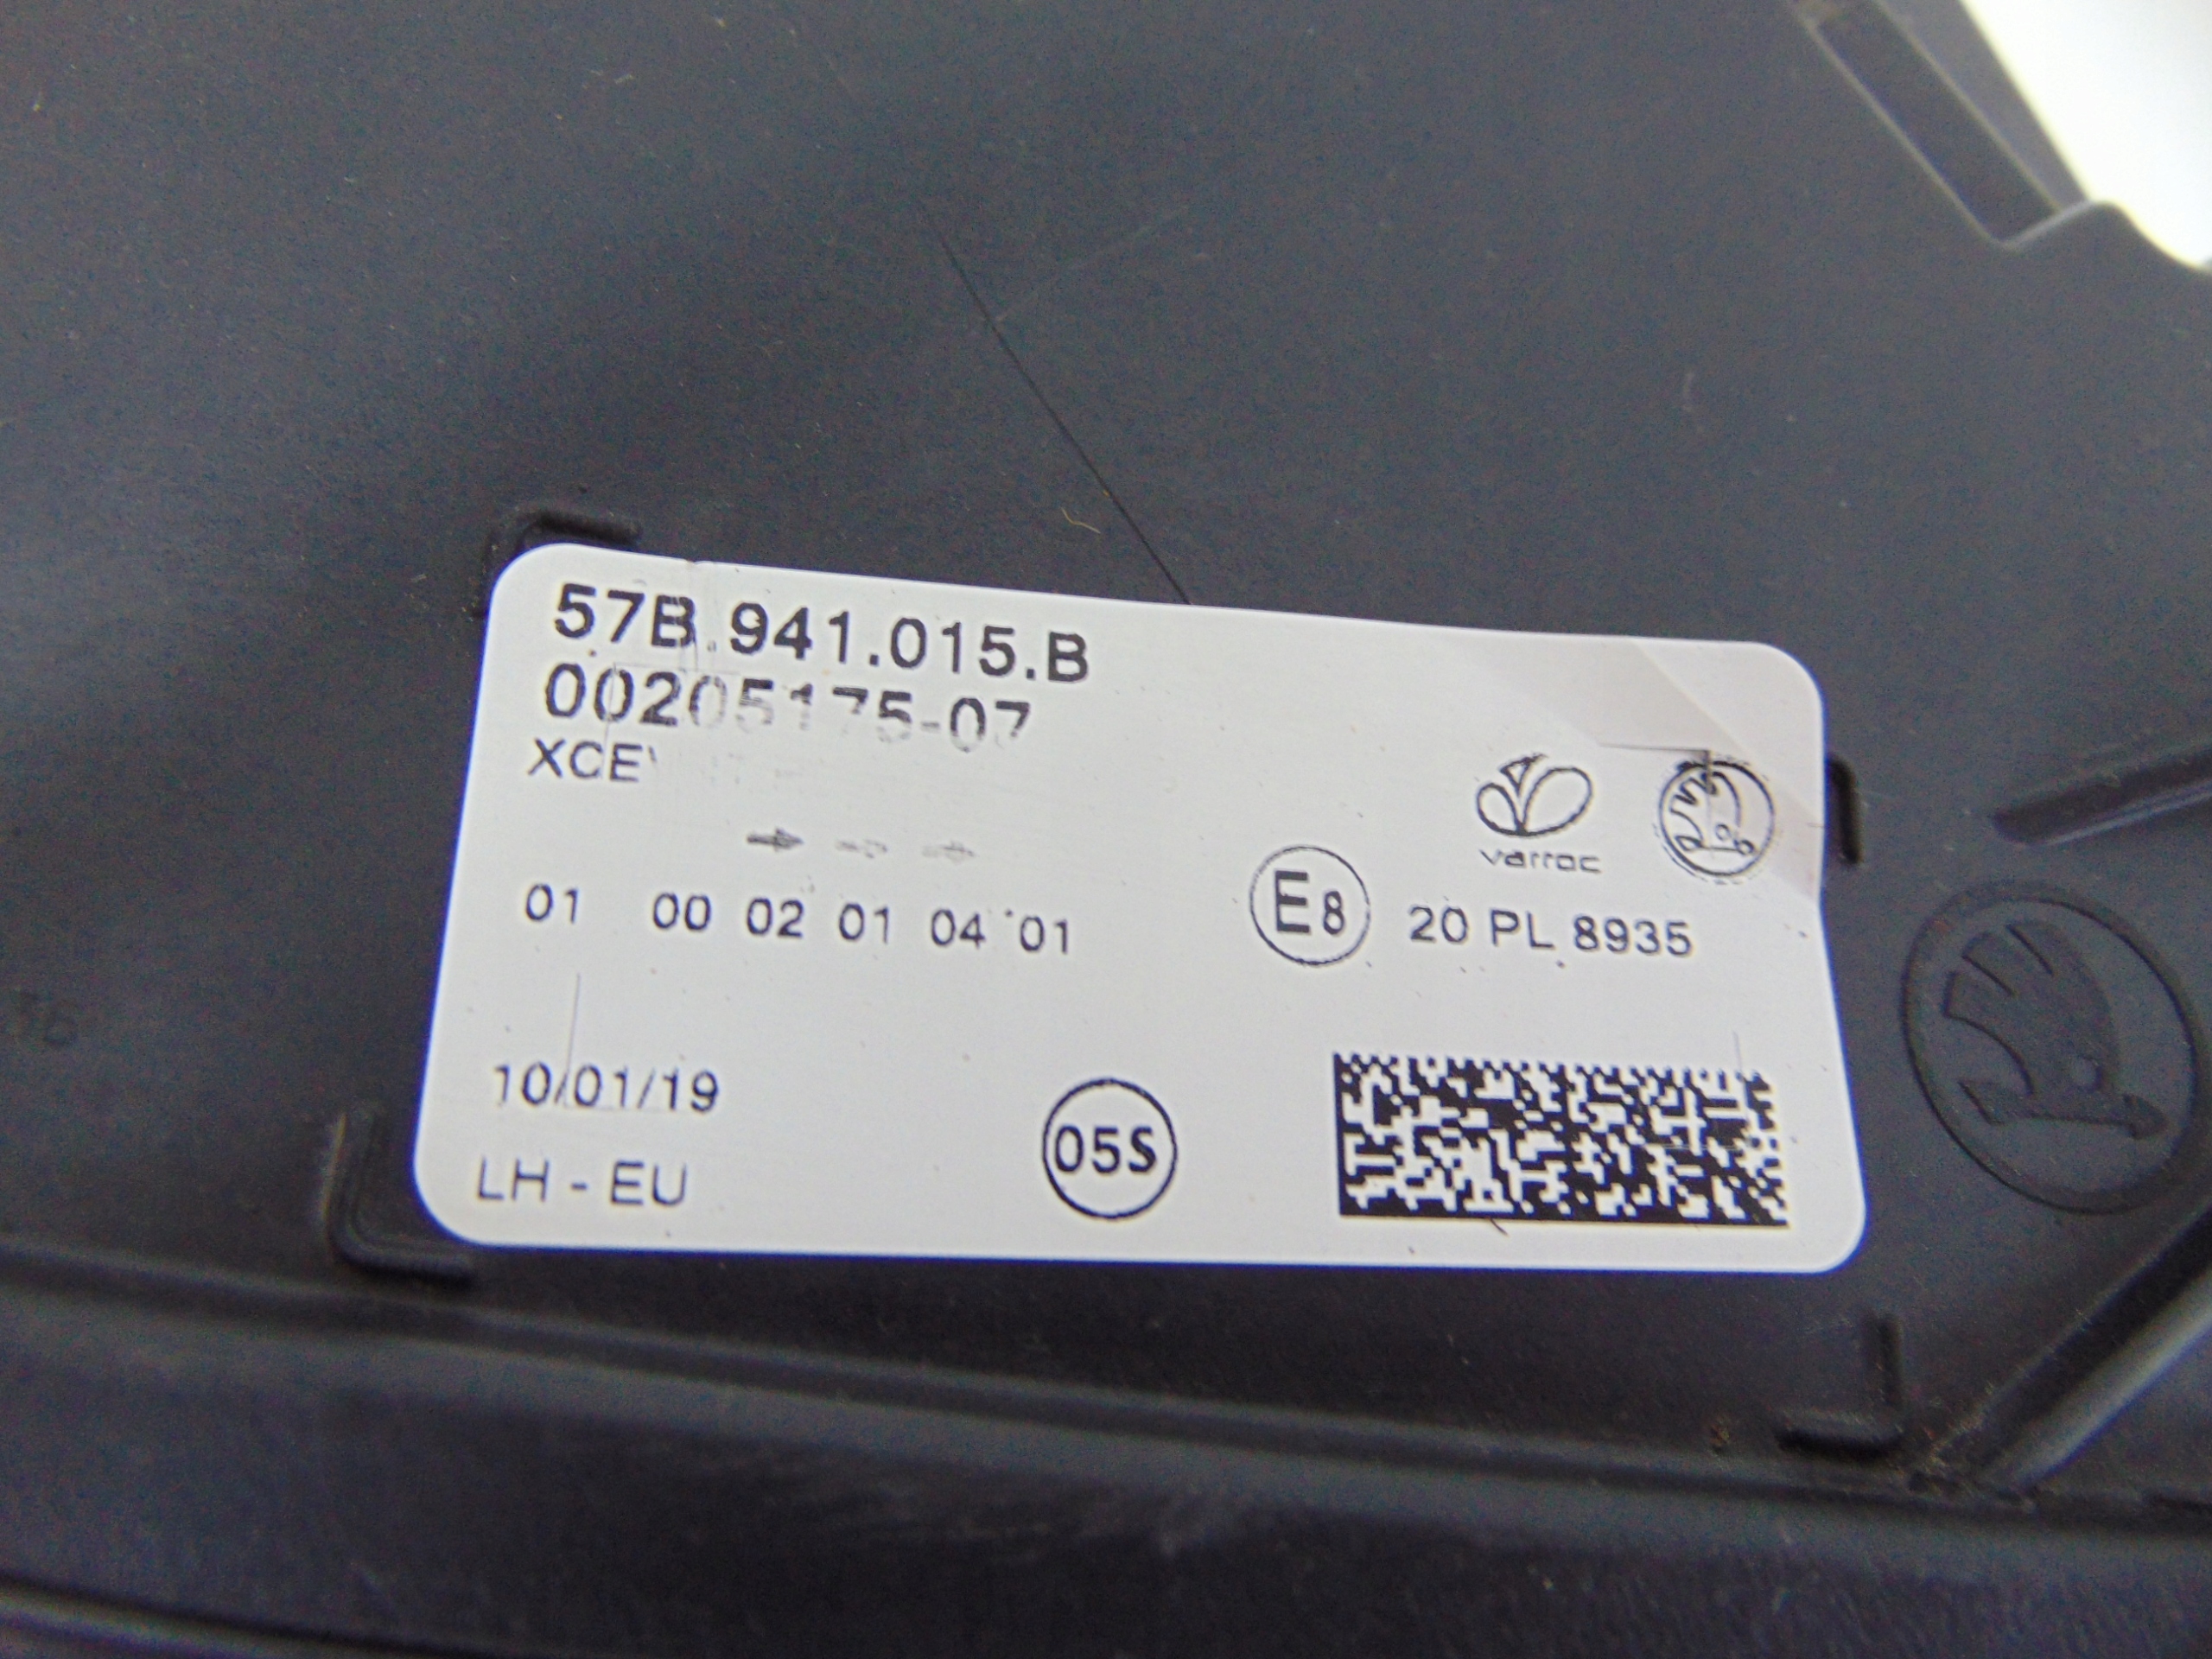 57B.941.015.B
00205175-07
varroc
01 00 02 01 04 01
E8 20 PL 8935
10/01/19
05S
LH - EU